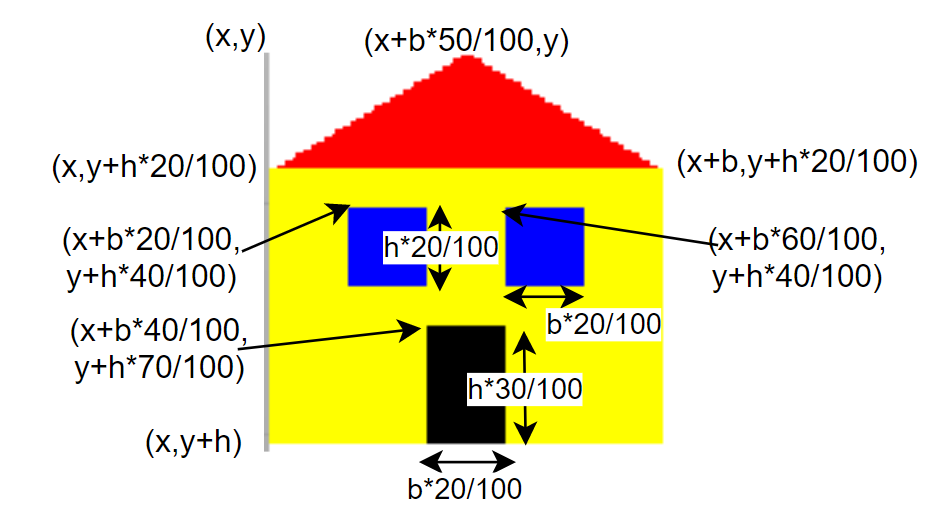 (x,y)
(x+b*50/100,y)
(x,y+h*20/100)
(x+b,y+h*20/100)
(x+b*20/100,
y+h*40/100)
h*20/100
(x+b*60/100,
y+h*40/100)
b*20/100
(x+b*40/100,
y+h*70/100)
h*30/100
(x,y+h)
b*20/100